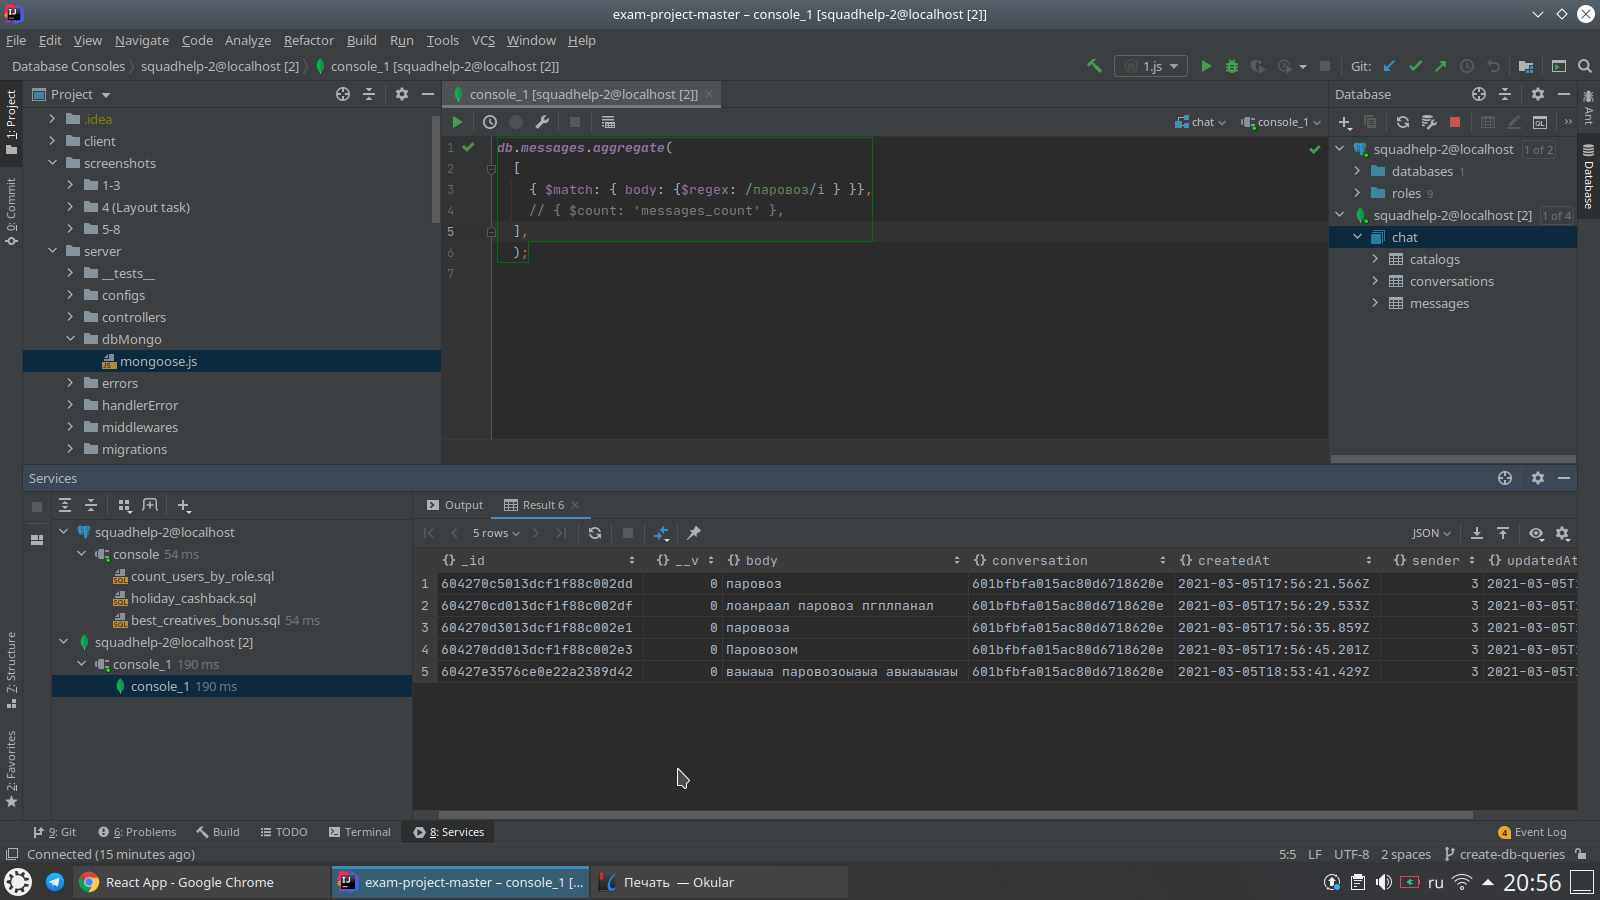 exam-project-master – console_1 [squadhelp-2@localhost [2]]
File Edit View Navigate Code Analyze Refactor Build Run Tools VCS Window Help
Database Consoles squadhelp-2@localhost [2] console_1 [squadhelp-2@localhost [2]]
1.js
Git:
1: Project
0: Commit
7: Structure
2: Favorites
Project
.idea
client
screenshots
1-3
4 (Layout task)
5-8
server
__tests__
configs
controllers
dbMongo
mongoose.js
errors
handlerError
middlewares
migrations
console_1 [squadhelp-2@localhost [2]]
chat console_1
1 db.messages.aggregate(
2 [
3 { $match: { body: {$regex: /паровоз/i } }},
4 // { $count: 'messages_count' },
5 ],
6 );
7
Database
squadhelp-2@localhost 1 of 2
databases 1
roles 9
squadhelp-2@localhost [2] 1 of 4
chat
catalogs
conversations
messages
Ant
Database
Services
squadhelp-2@localhost
console 54 ms
count_users_by_role.sql
holiday_cashback.sql
best_creatives_bonus.sql 54 ms
squadhelp-2@localhost [2]
console_1 190 ms
console_1 190 ms
Output Result 6
5 rows
JSON
_id __v body conversation createdAt sender updatedAt
1 604270c5013dcf1f88c002dd 0 паровоз 601bfbfa015ac80d6718620e 2021-03-05T17:56:21.566Z 3 2021-03-05T
2 604270cd013dcf1f88c002df 0 лоанраал паровоз пгплпанал 601bfbfa015ac80d6718620e 2021-03-05T17:56:29.533Z 3 2021-03-05T
3 604270d3013dcf1f88c002e1 0 паровоза 601bfbfa015ac80d6718620e 2021-03-05T17:56:35.859Z 3 2021-03-05T
4 604270dd013dcf1f88c002e3 0 Паровозом 601bfbfa015ac80d6718620e 2021-03-05T17:56:45.201Z 3 2021-03-05T
5 60427e3576ce0e22a2389d42 0 ваыаыа паровозоыаыа авыаыаыаы 601bfbfa015ac80d6718620e 2021-03-05T18:53:41.429Z 3 2021-03-05T
9: Git 6: Problems Build TODO Terminal 8: Services 4 Event Log
Connected (15 minutes ago) 5:5 LF UTF-8 2 spaces create-db-queries
React App - Google Chrome exam-project-master – console_1 [... Печать — Okular ru 20:56